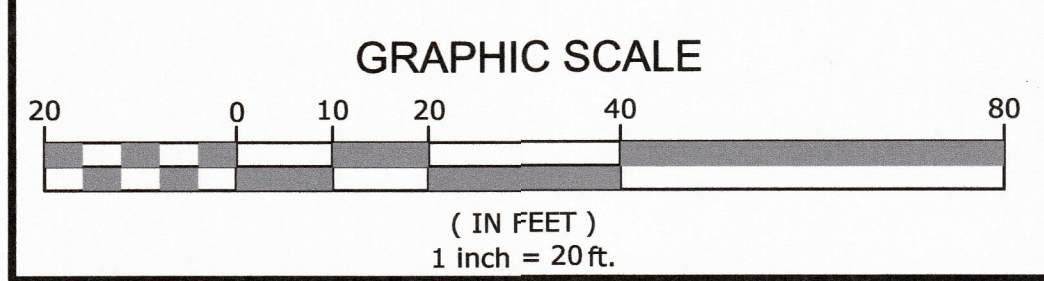 GRAPHIC SCALE
20 0 10 20 40 80
( IN FEET )
1 inch = 20 ft.